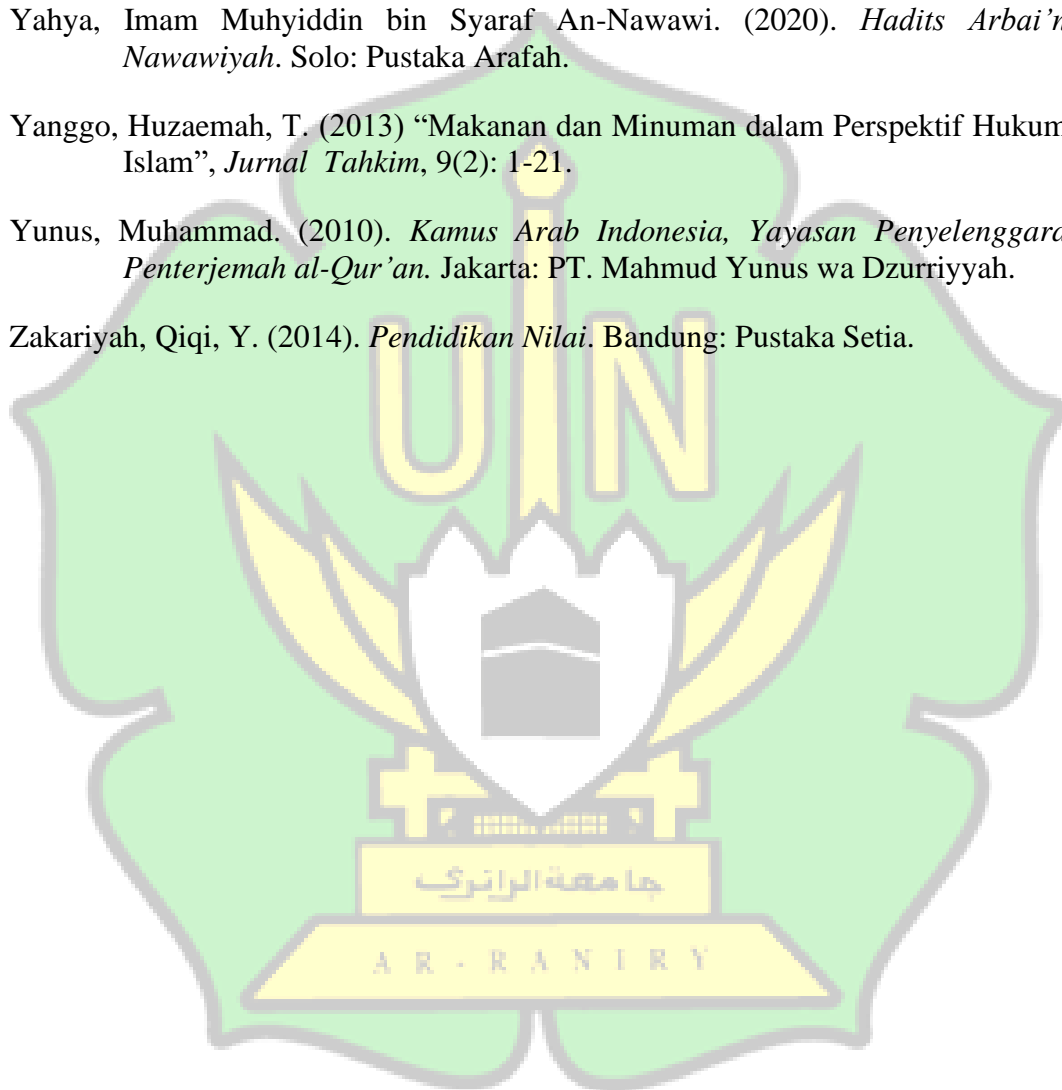 Yahya, Imam Muhyiddin bin Syaraf An-Nawawi. (2020). Hadits Arbai’n
Nawawiyah. Solo: Pustaka Arafah.
Yanggo, Huzaemah, T. (2013) “Makanan dan Minuman dalam Perspektif Hukum
Islam”, Jurnal Tahkim, 9(2): 1-21.
Yunus, Muhammad. (2010). Kamus Arab Indonesia, Yayasan Penyelenggara
Penterjemah al-Qur’an. Jakarta: PT. Mahmud Yunus wa Dzurriyyah.
Zakariyah, Qiqi, Y. (2014). Pendidikan Nilai. Bandung: Pustaka Setia.
UIN
جامعة الرانري
AR-RANIRY